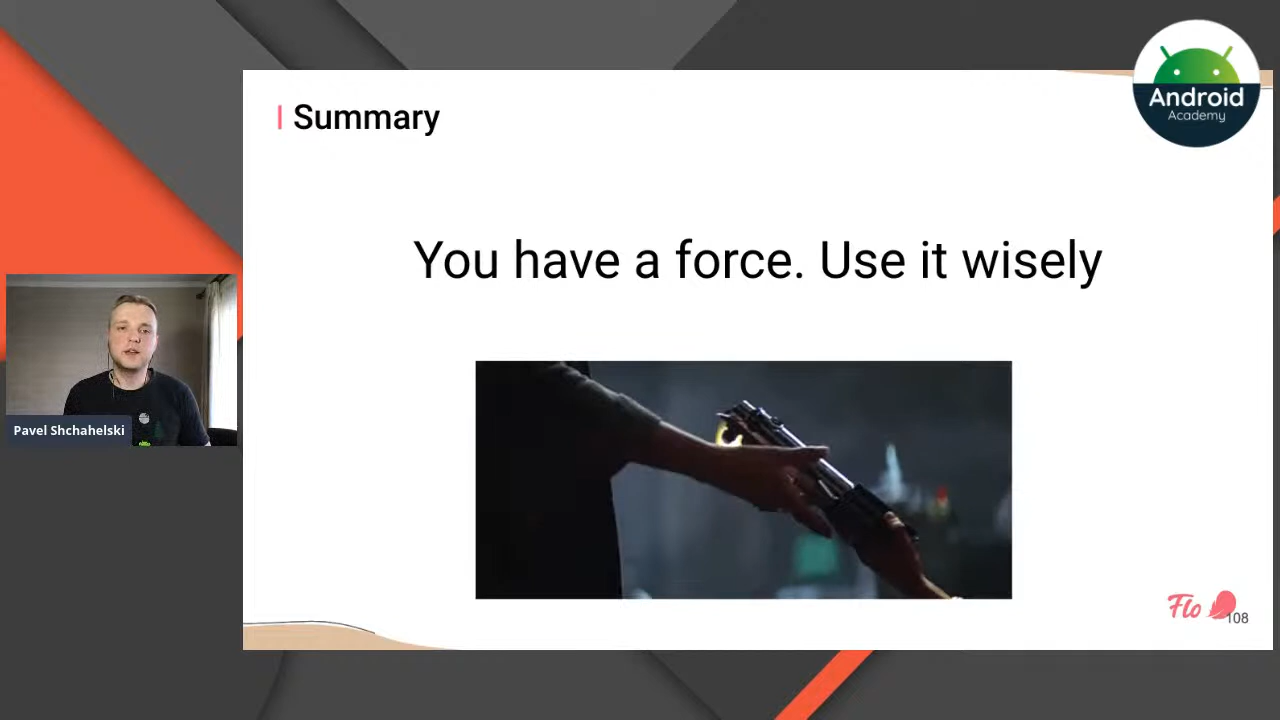 Android
Academy
Summary
You have a force. Use it wisely
Pavel Shchahelski
Flo
108